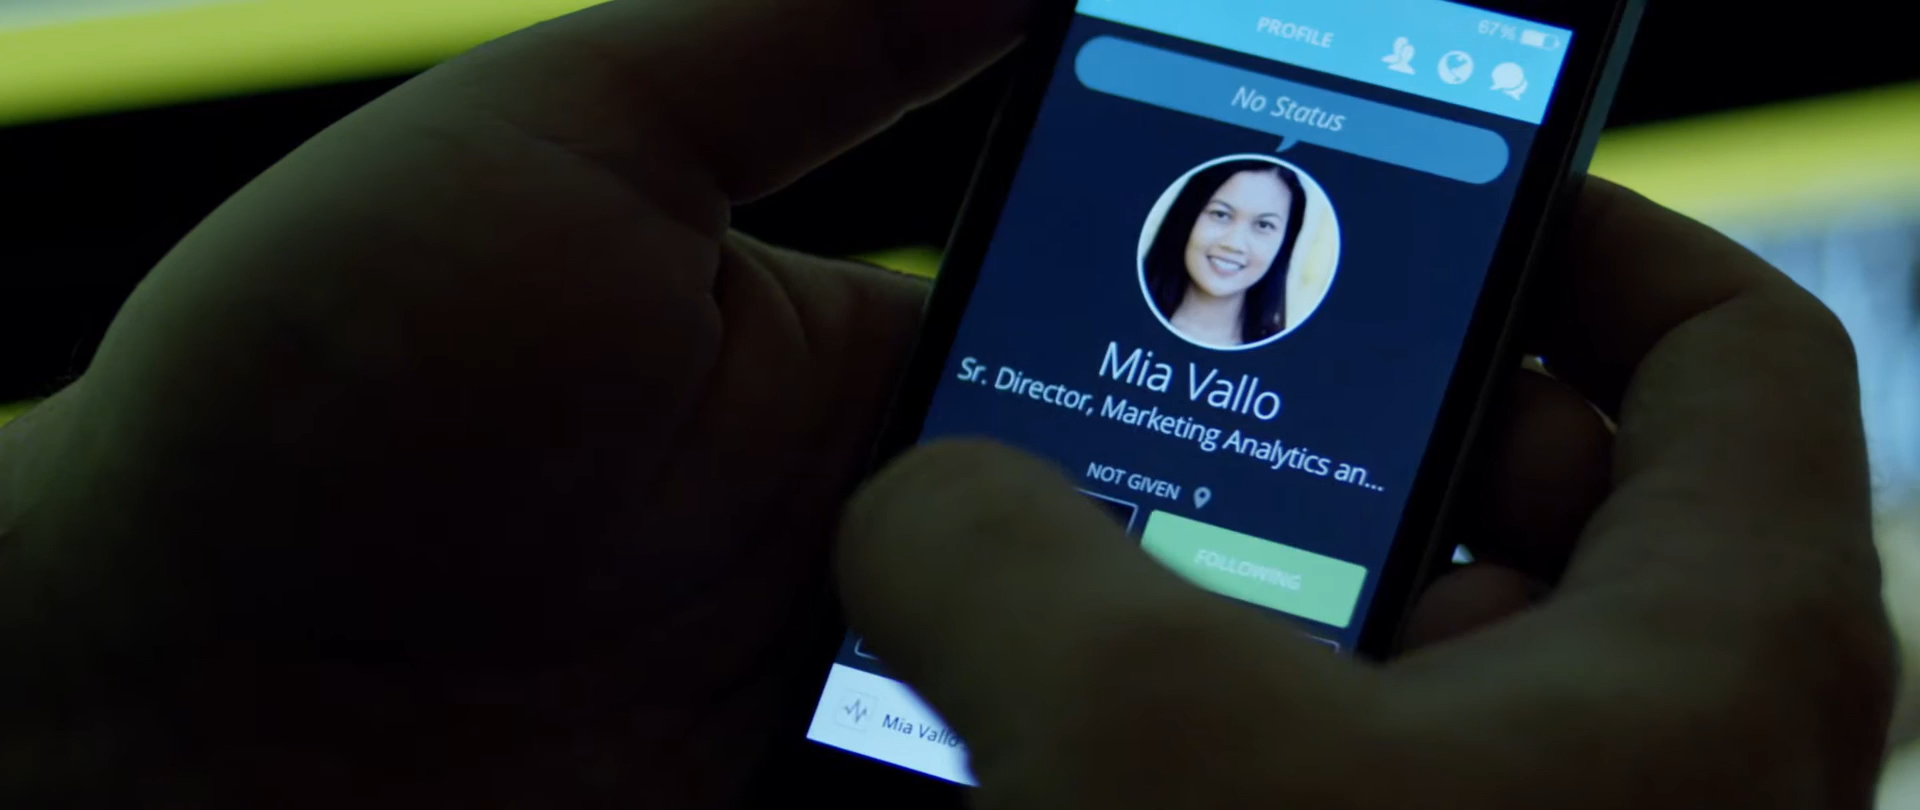 PROFILE
67%
No Status
Mia Vallo
Sr. Director, Marketing Analytics an...
NOT GIVEN
FOLLOWING
Mia Vallo